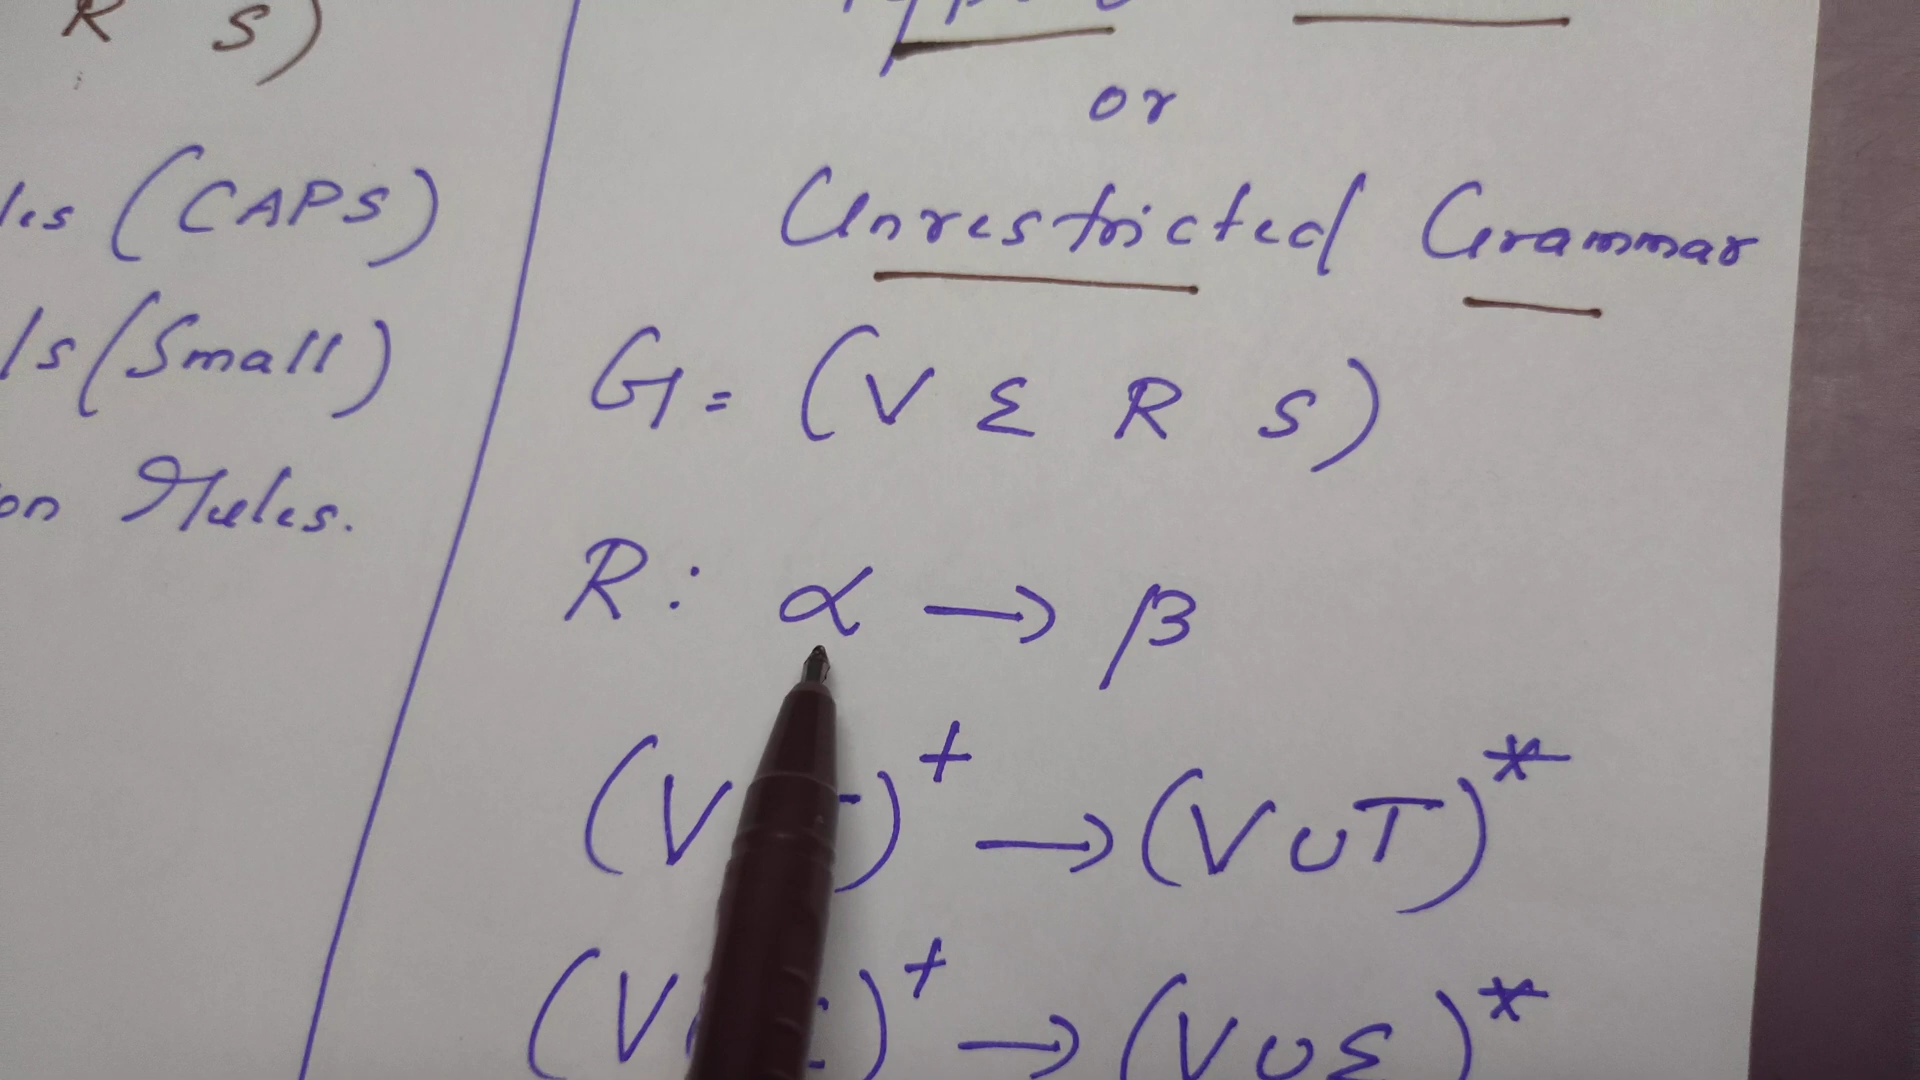 R S)
les (CAPS)
ls (Small)
on Rules.
or
Unrestricted Grammar
G = (V Σ R S)
R: α → β
(V )⁺ → (V ∪ T)*
(V )⁺ → (V ∪ Σ)*